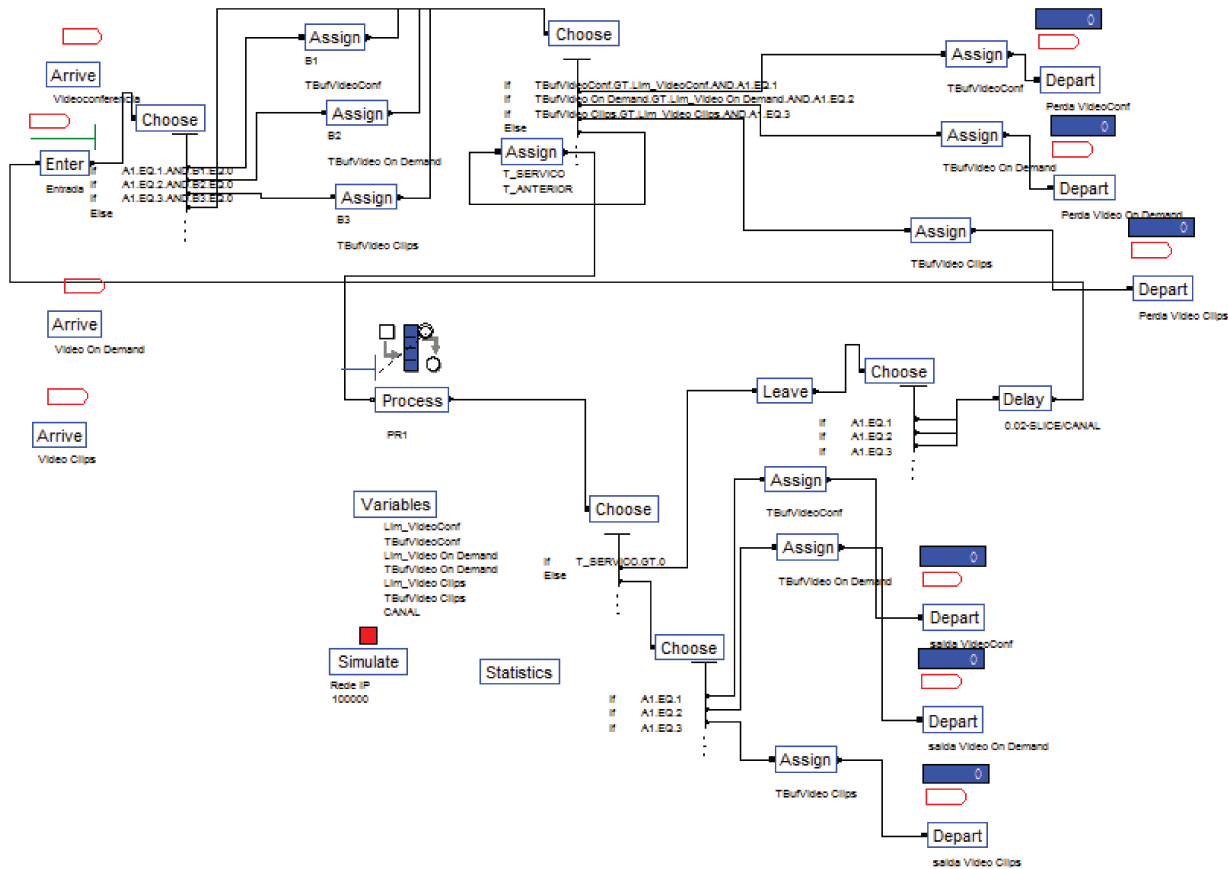 Arrive
Videoconferência
Enter
Entrada
Choose
If A1.EQ.1.AND.B1.EQ.0
If A1.EQ.2.AND.B2.EQ.0
If A1.EQ.3.AND.B3.EQ.0
Else
Assign
B1
TBufVideoConf
Assign
B2
TBufVideo On Demand
Assign
B3
TBufVideo Clips
Choose
If TBufVideoConf.GT.Lim_VideoConf.AND.A1.EQ.1
If TBufVideo On Demand.GT.Lim_Video On Demand.AND.A1.EQ.2
If TBufVideo Clips.GT.Lim_Video Clips.AND.A1.EQ.3
Else
Assign
T_SERVICO
T_ANTERIOR
Assign
TBufVideoConf
0
Depart
Perda VideoConf
Assign
TBufVideo On Demand
0
Depart
Perda Video On Demand
Assign
TBufVideo Clips
0
Depart
Perda Video Clips
Arrive
Video On Demand
Arrive
Video Clips
Process
PR1
Leave
Choose
If A1.EQ.1
If A1.EQ.2
If A1.EQ.3
Delay
0.02-SLICE/CANAL
Variables
Lim_VideoConf
TBufVideoConf
Lim_Video On Demand
TBufVideo On Demand
Lim_Video Clips
TBufVideo Clips
CANAL
Simulate
Rede IP
100000
Statistics
Choose
If T_SERVICO.GT.0
Else
Choose
If A1.EQ.1
If A1.EQ.2
If A1.EQ.3
Assign
TBufVideoConf
Assign
TBufVideo On Demand
Assign
TBufVideo Clips
0
Depart
saida VideoConf
0
Depart
saida Video On Demand
0
Depart
saida Video Clips